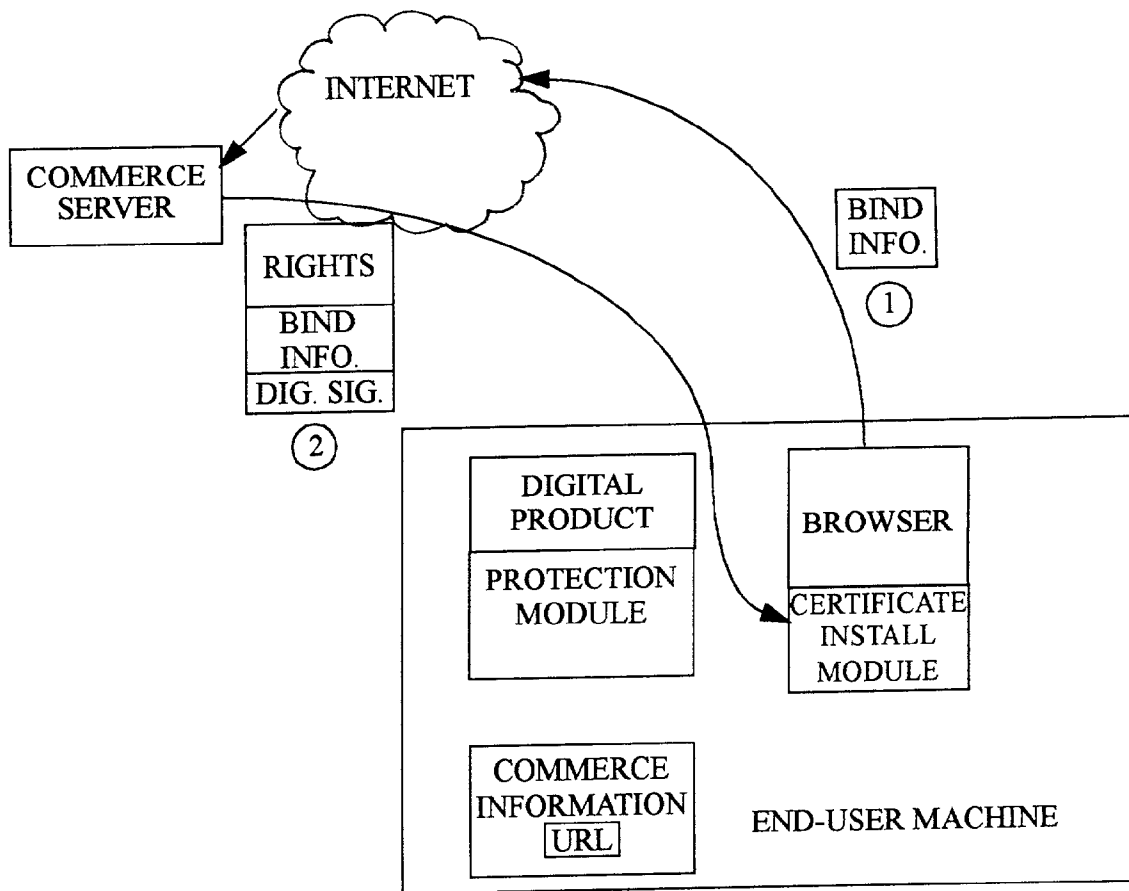 INTERNET
COMMERCE
SERVER
BIND
INFO.
1
RIGHTS
BIND
INFO.
DIG. SIG.
2
DIGITAL
PRODUCT
PROTECTION
MODULE
BROWSER
CERTIFICATE
INSTALL
MODULE
COMMERCE
INFORMATION
URL
END-USER MACHINE